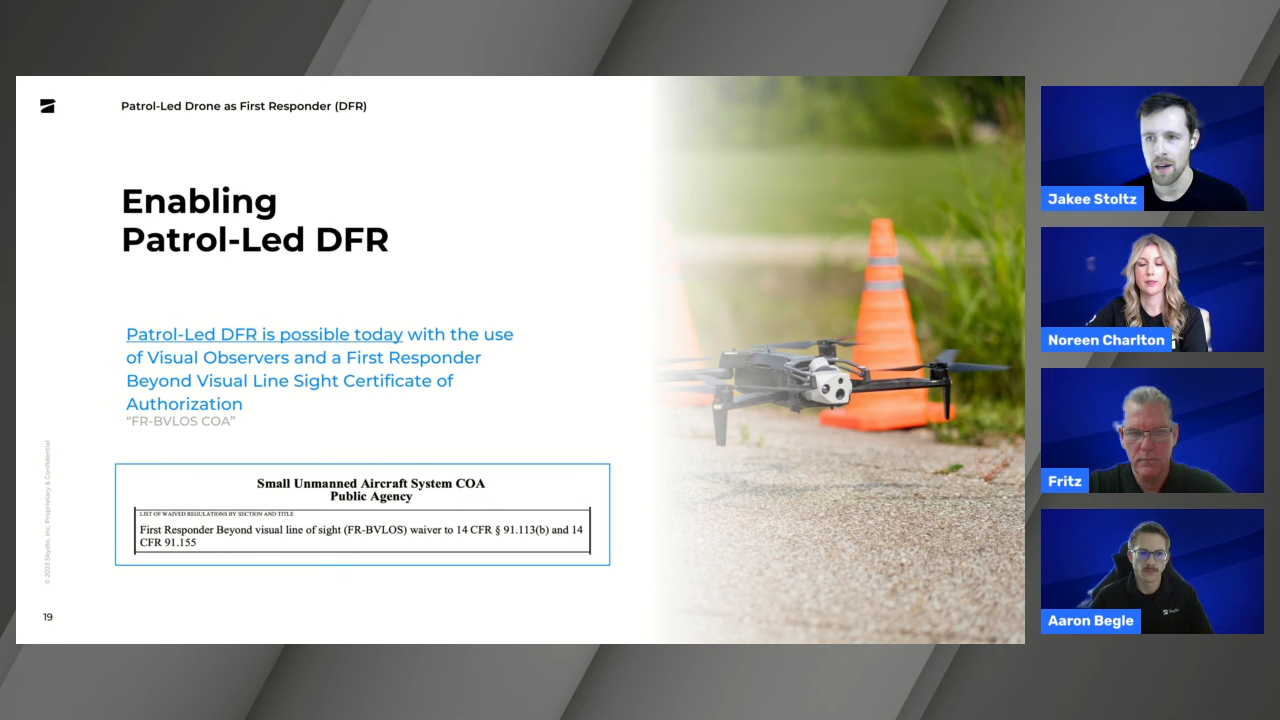 Patrol-Led Drone as First Responder (DFR)
Enabling
Patrol-Led DFR
Patrol-Led DFR is possible today with the use
of Visual Observers and a First Responder
Beyond Visual Line Sight Certificate of
Authorization
“FR-BVLOS COA”
Small Unmanned Aircraft System COA
Public Agency
LIST OF WAIVED REGULATIONS BY SECTION AND TITLE
First Responder Beyond visual line of sight (FR-BVLOS) waiver to 14 CFR § 91.113(b) and 14
CFR 91.155
© 2023 Skydio, Inc. Proprietary & Confidential
19
Jakee Stoltz
Noreen Charlton
Fritz
Aaron Begle